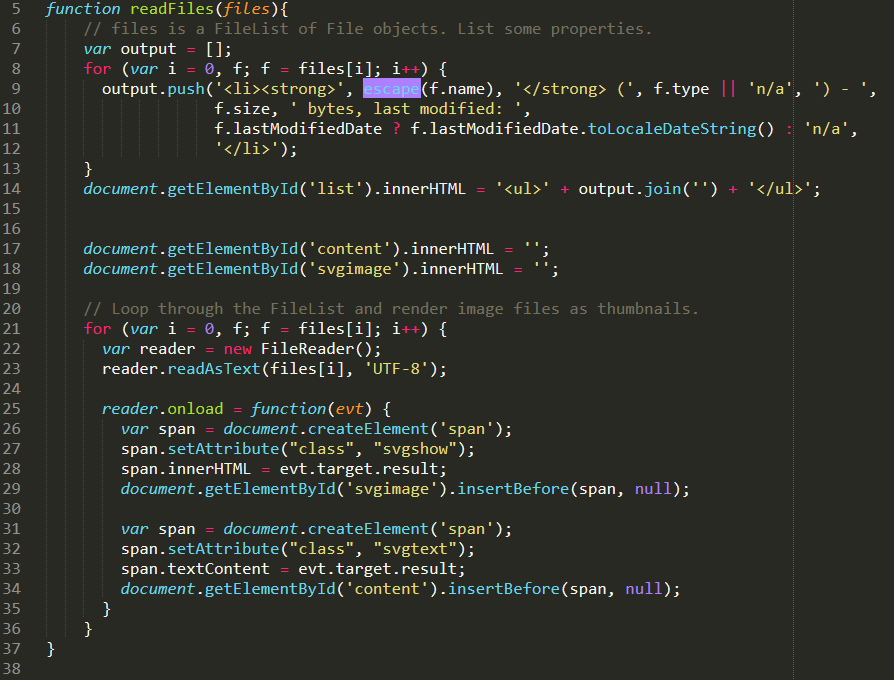 5 function readFiles(files){
6 // files is a FileList of File objects. List some properties.
7 var output = [];
8 for (var i = 0, f; f = files[i]; i++) {
9 output.push('<li><strong>', escape(f.name), '</strong> (', f.type || 'n/a', ') - ',
10 f.size, ' bytes, last modified: ',
11 f.lastModifiedDate ? f.lastModifiedDate.toLocaleDateString() : 'n/a',
12 '</li>');
13 }
14 document.getElementById('list').innerHTML = '<ul>' + output.join('') + '</ul>';
15
16
17 document.getElementById('content').innerHTML = '';
18 document.getElementById('svgimage').innerHTML = '';
19
20 // Loop through the FileList and render image files as thumbnails.
21 for (var i = 0, f; f = files[i]; i++) {
22 var reader = new FileReader();
23 reader.readAsText(files[i], 'UTF-8');
24
25 reader.onload = function(evt) {
26 var span = document.createElement('span');
27 span.setAttribute("class", "svgshow");
28 span.innerHTML = evt.target.result;
29 document.getElementById('svgimage').insertBefore(span, null);
30
31 var span = document.createElement('span');
32 span.setAttribute("class", "svgtext");
33 span.textContent = evt.target.result;
34 document.getElementById('content').insertBefore(span, null);
35 }
36 }
37 }
38